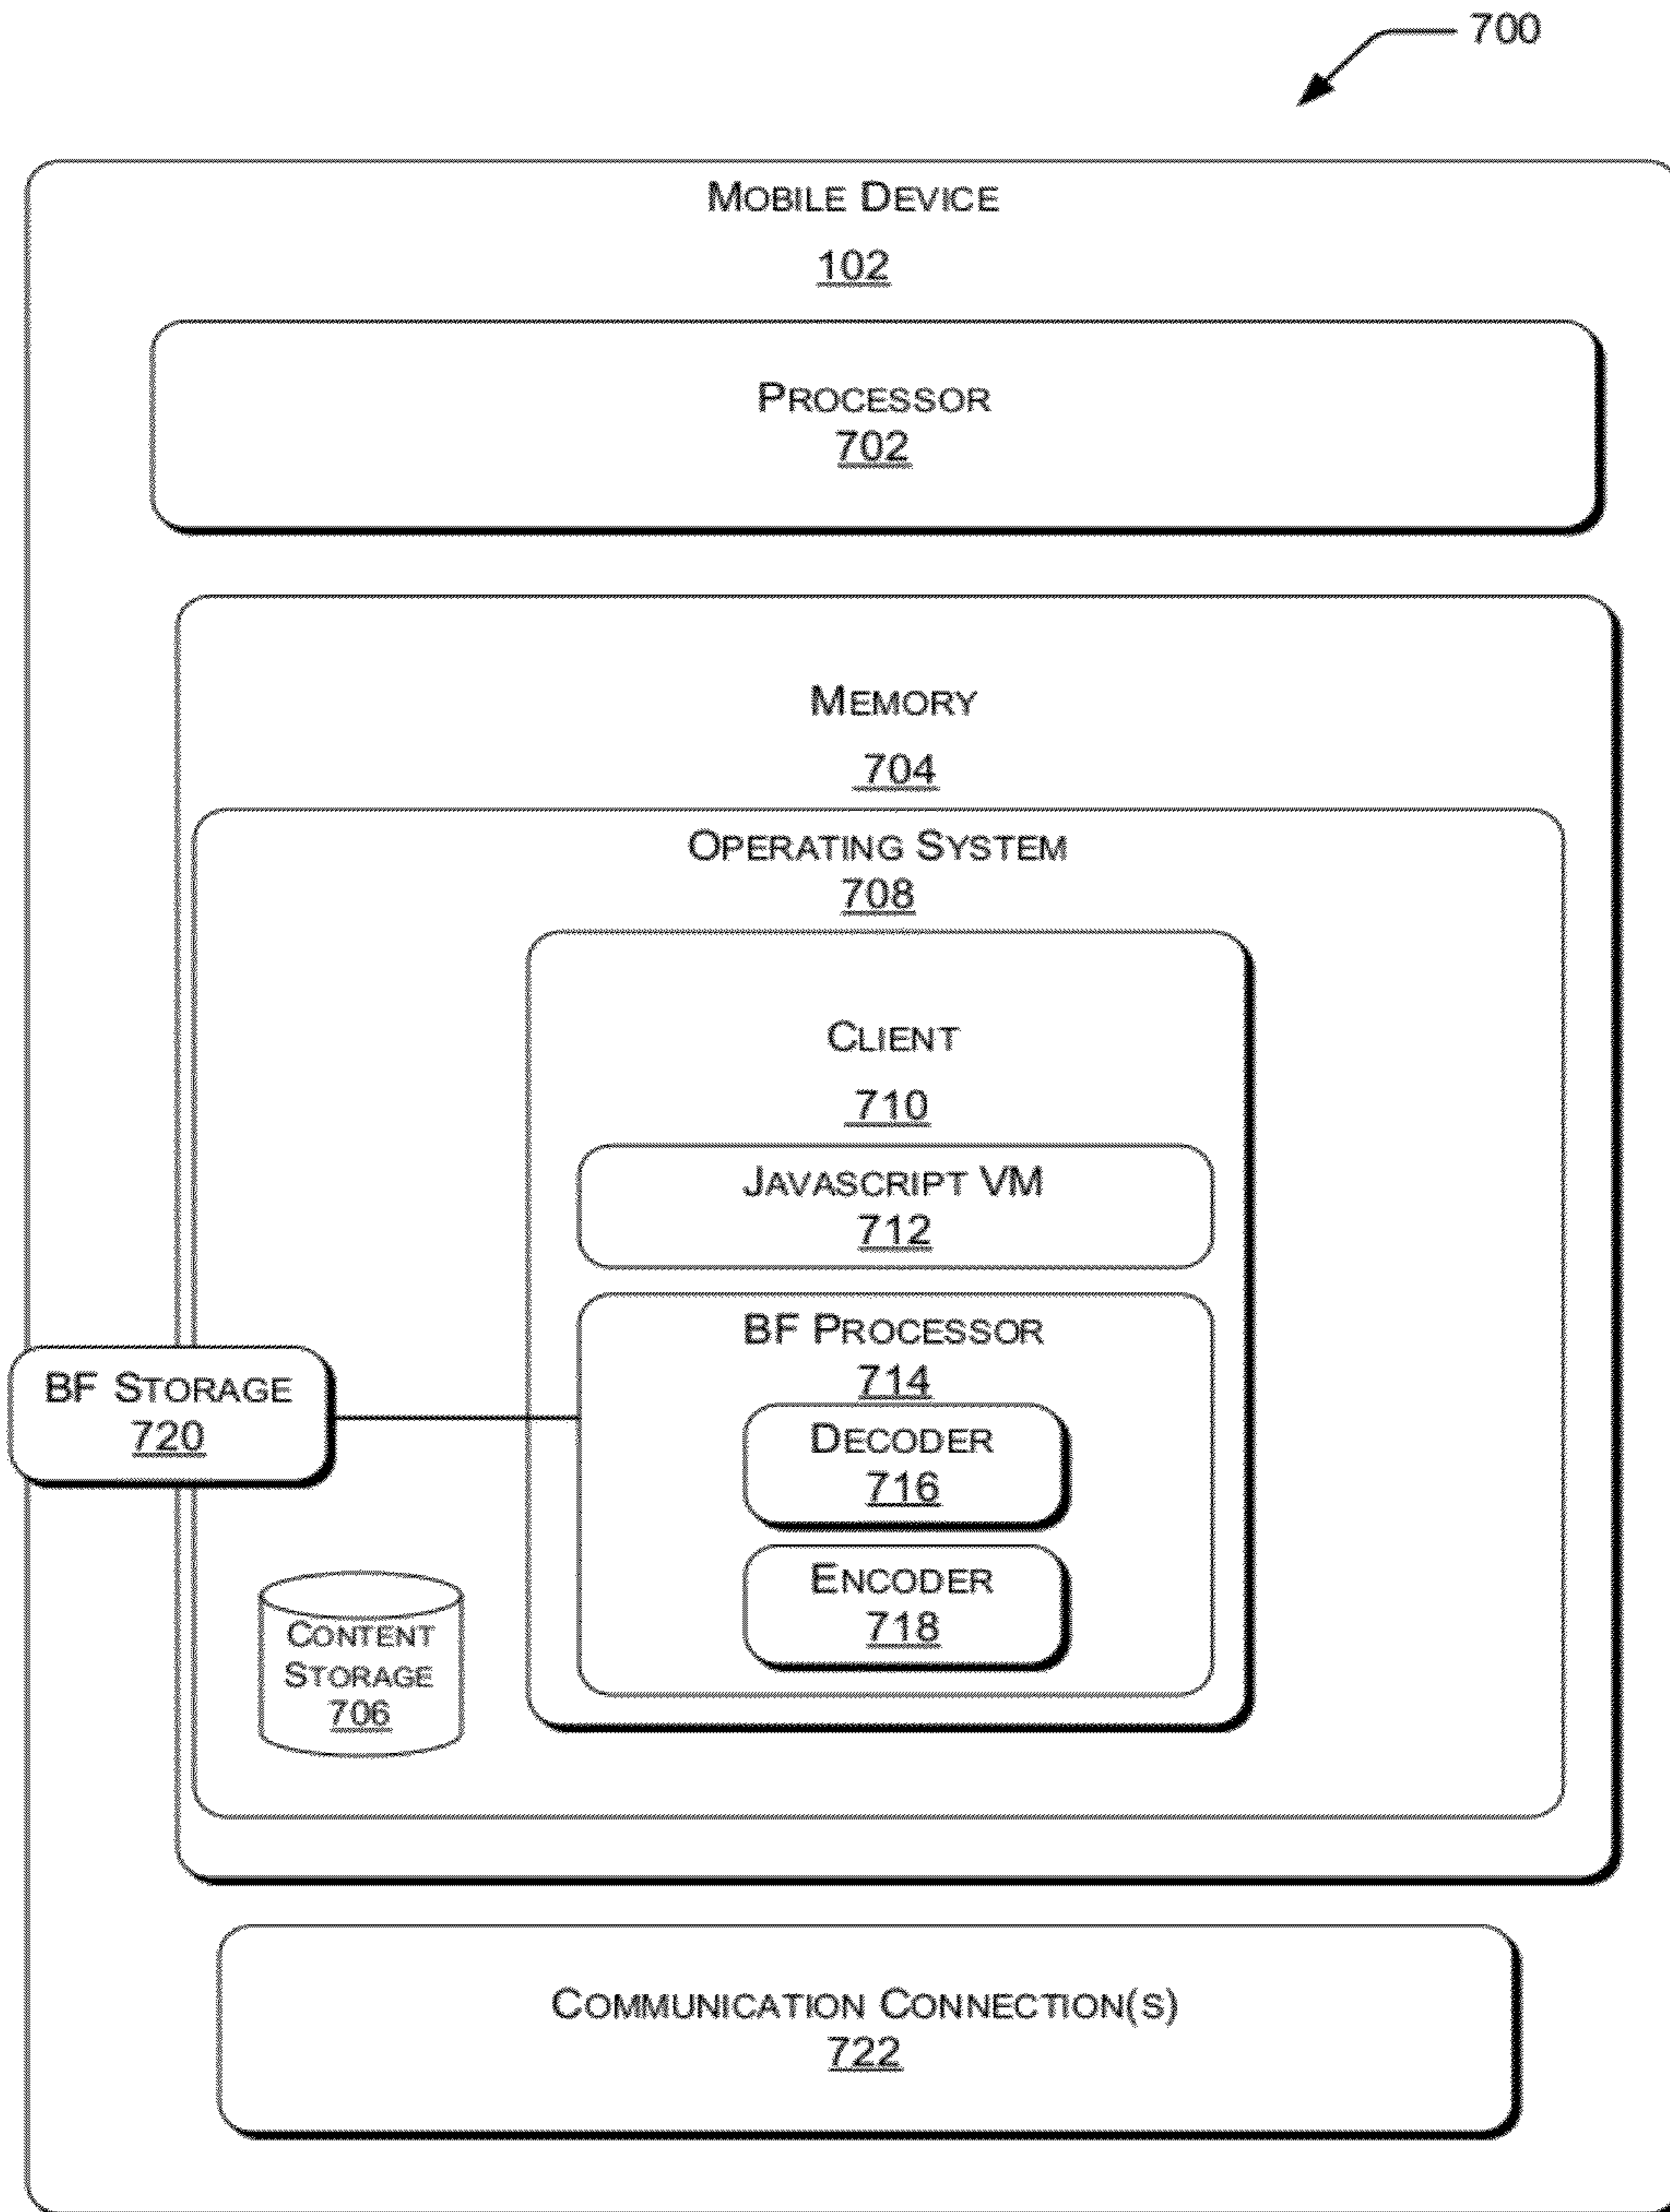 700
MOBILE DEVICE
102
PROCESSOR
702
MEMORY
704
OPERATING SYSTEM
708
CLIENT
710
JAVASCRIPT VM
712
BF PROCESSOR
714
BF STORAGE
720
DECODER
716
ENCODER
718
CONTENT
STORAGE
706
COMMUNICATION CONNECTION(S)
722